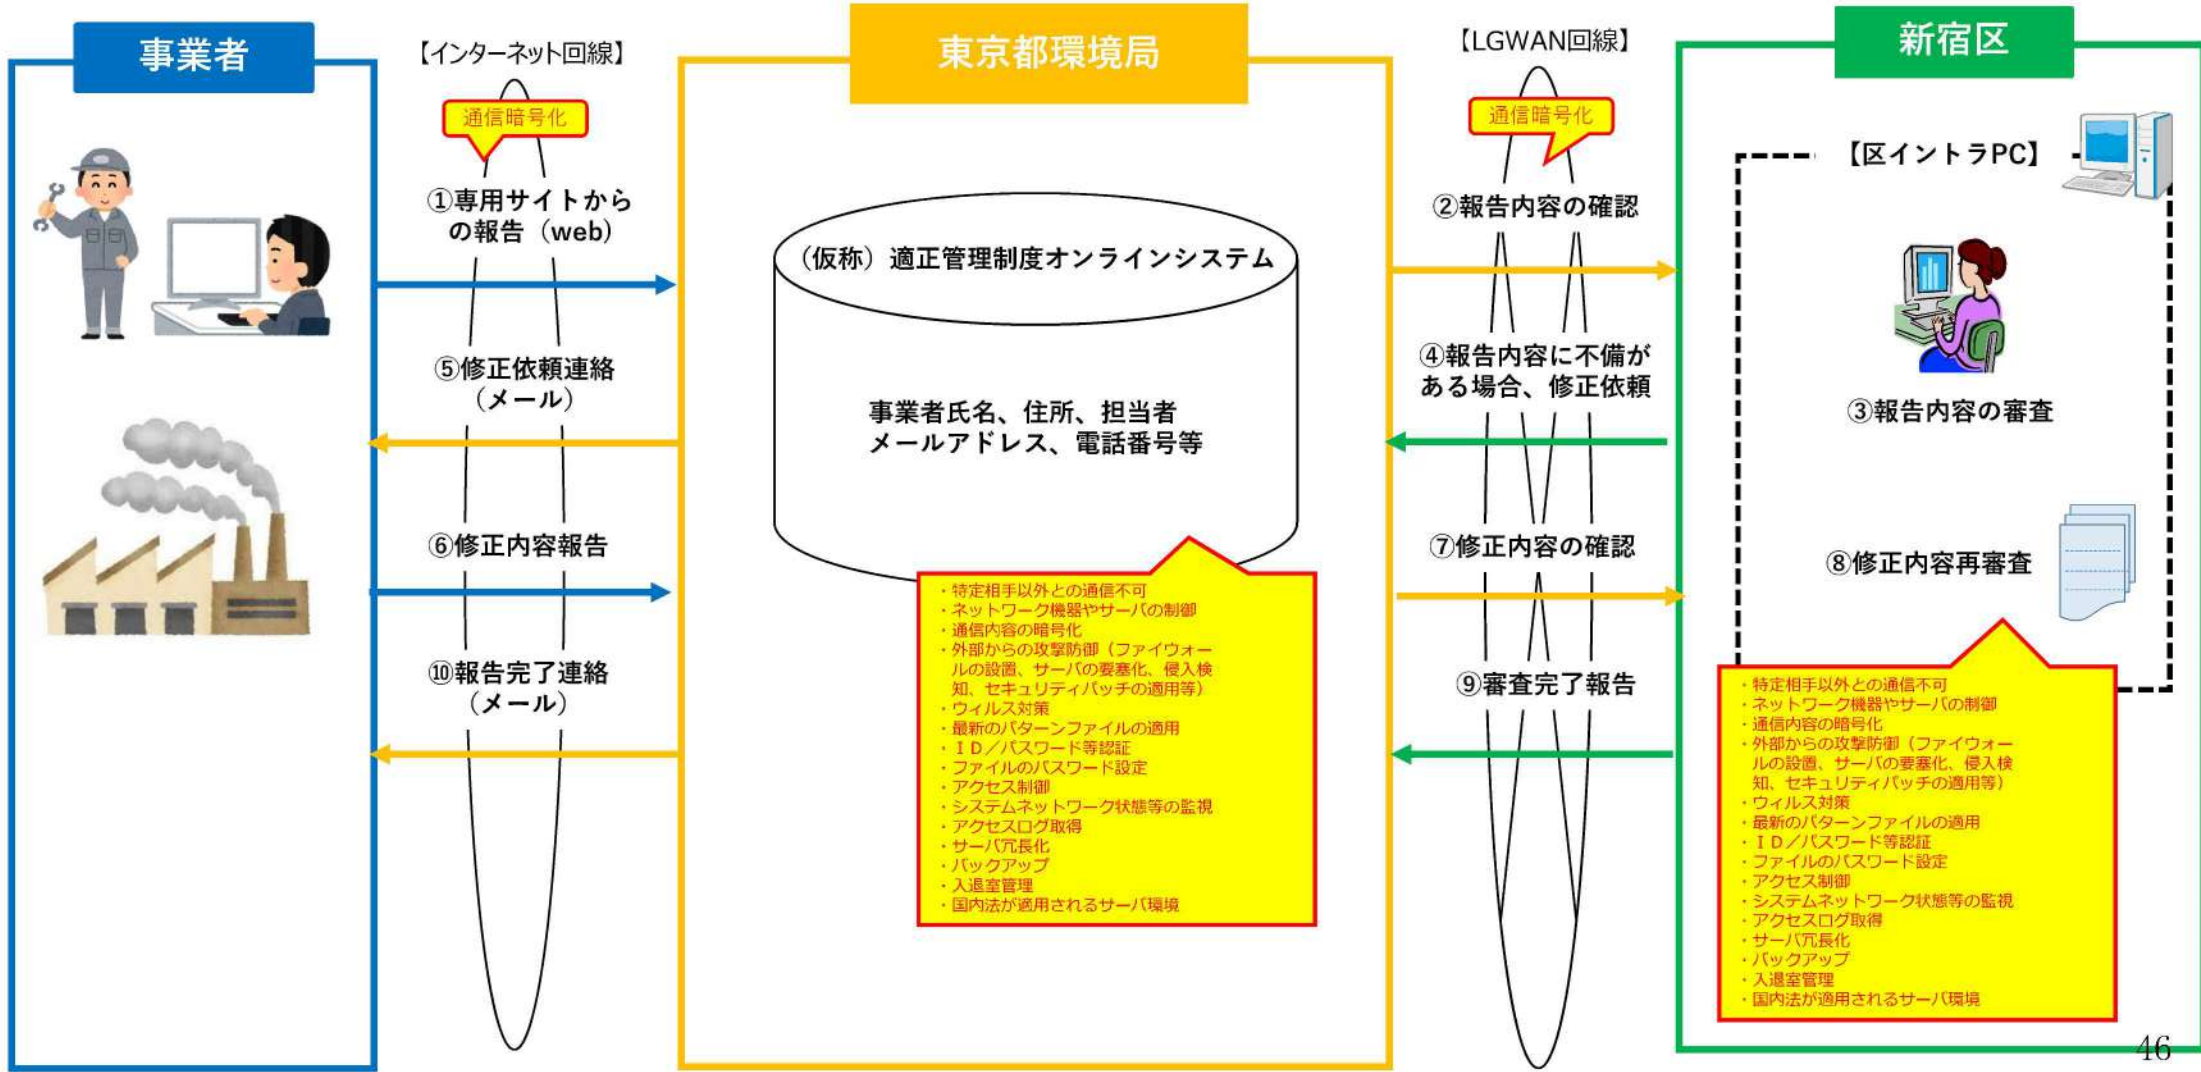 事業者
【インターネット回線】
通信暗号化
①専用サイトから
の報告（web）
⑤修正依頼連絡
（メール）
⑥修正内容報告
⑩報告完了連絡
（メール）
東京都環境局
（仮称）適正管理制度オンラインシステム
事業者氏名、住所、担当者
メールアドレス、電話番号等
・特定相手以外との通信不可
・ネットワーク機器やサーバの制御
・通信内容の暗号化
・外部からの攻撃防御（ファイウォー
ルの設置、サーバの要塞化、侵入検
知、セキュリティパッチの適用等）
・ウィルス対策
・最新のパターンファイルの適用
・ＩＤ／パスワード等認証
・ファイルのパスワード設定
・アクセス制御
・システムネットワーク状態等の監視
・アクセスログ取得
・サーバ冗長化
・バックアップ
・入退室管理
・国内法が適用されるサーバ環境
【LGWAN回線】
通信暗号化
②報告内容の確認
④報告内容に不備が
ある場合、修正依頼
⑦修正内容の確認
⑨審査完了報告
新宿区
【区イントラPC】
③報告内容の審査
⑧修正内容再審査
・特定相手以外との通信不可
・ネットワーク機器やサーバの制御
・通信内容の暗号化
・外部からの攻撃防御（ファイウォー
ルの設置、サーバの要塞化、侵入検
知、セキュリティパッチの適用等）
・ウィルス対策
・最新のパターンファイルの適用
・ＩＤ／パスワード等認証
・ファイルのパスワード設定
・アクセス制御
・システムネットワーク状態等の監視
・アクセスログ取得
・サーバ冗長化
・バックアップ
・入退室管理
・国内法が適用されるサーバ環境
46